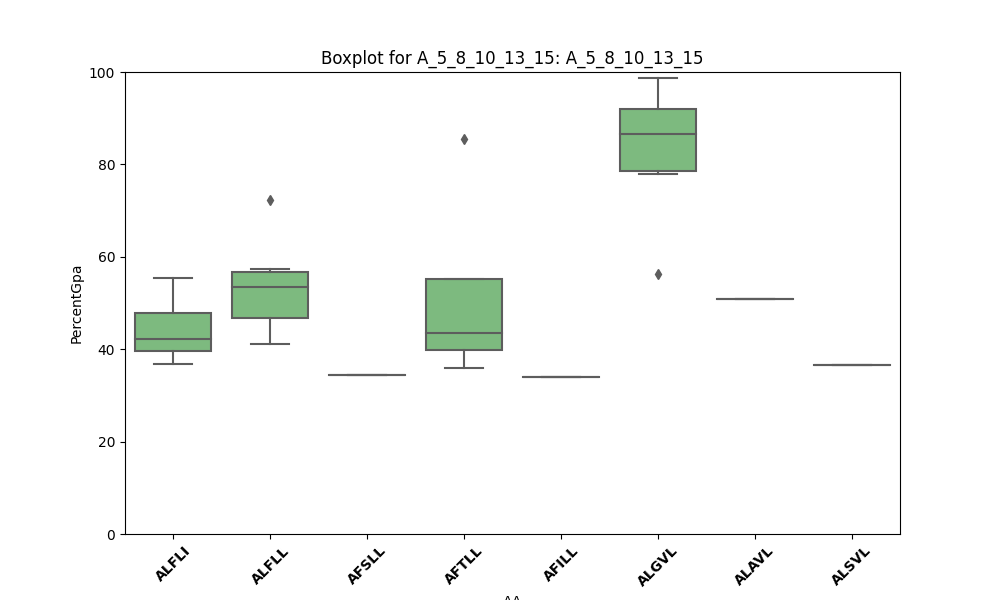 Boxplot for A_5_8_10_13_15: A_5_8_10_13_15
100
80
60
40
20
0
PercentGpa
ALFLI
ALFLL
AFSLL
AFTLL
AFILL
ALGVL
ALAVL
ALSVL
AA